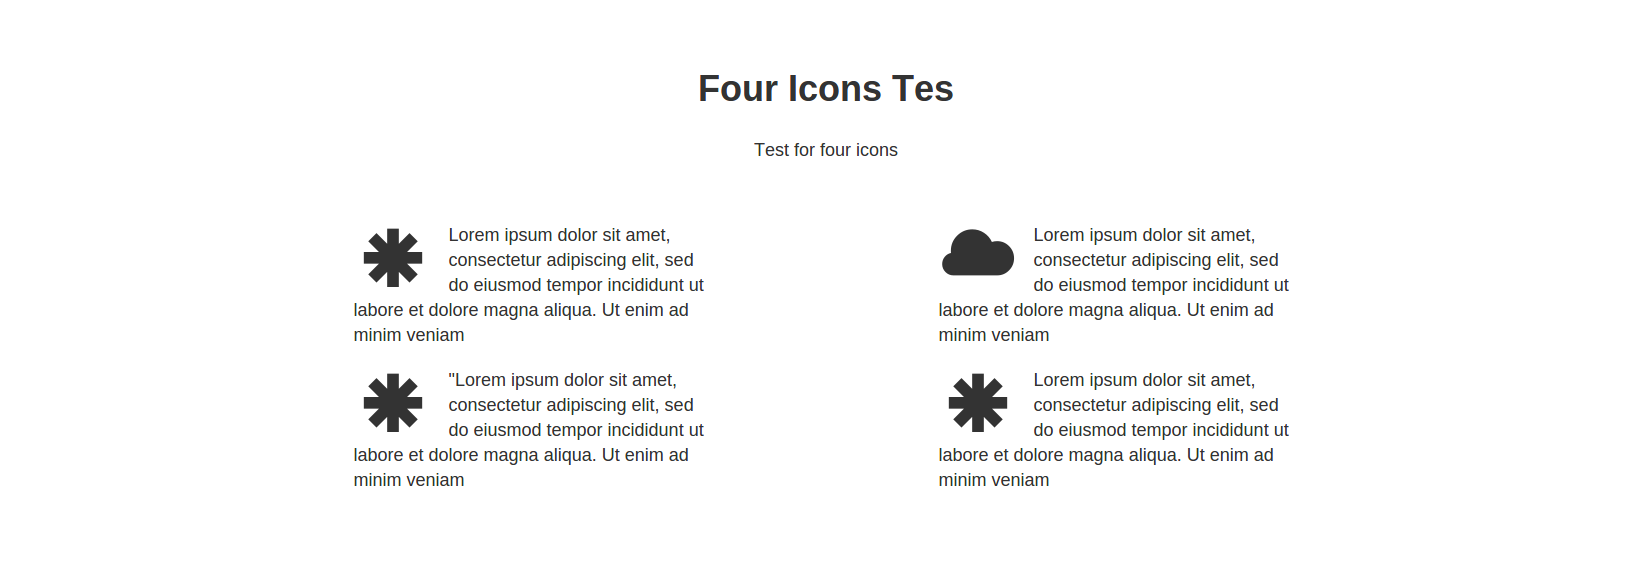 Four Icons Tes
Test for four icons
Lorem ipsum dolor sit amet,
consectetur adipiscing elit, sed
do eiusmod tempor incididunt ut
labore et dolore magna aliqua. Ut enim ad
minim veniam
Lorem ipsum dolor sit amet,
consectetur adipiscing elit, sed
do eiusmod tempor incididunt ut
labore et dolore magna aliqua. Ut enim ad
minim veniam
"Lorem ipsum dolor sit amet,
consectetur adipiscing elit, sed
do eiusmod tempor incididunt ut
labore et dolore magna aliqua. Ut enim ad
minim veniam
Lorem ipsum dolor sit amet,
consectetur adipiscing elit, sed
do eiusmod tempor incididunt ut
labore et dolore magna aliqua. Ut enim ad
minim veniam